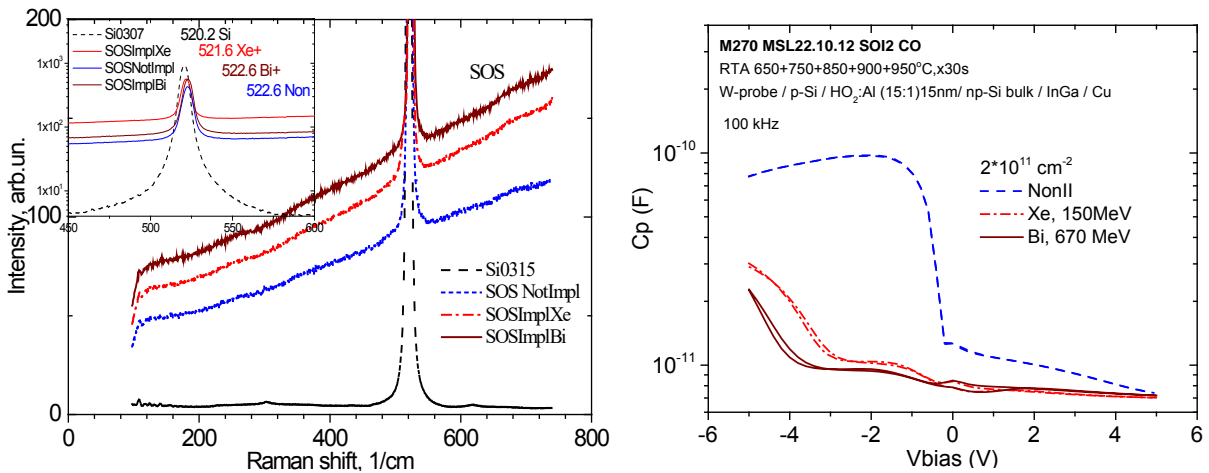 200
Si0307
520.2 Si
SOSImplXe
521.6 Xe+
SOSNotImpl
522.6 Bi+
SOSImplBi
522.6 Non
1x10³
1x10²
1x10¹
450
500
550
600
SOS
Intensity, arb.un.
100
Si0315
SOS NotImpl
SOSImplXe
SOSImplBi
0
0
200
400
600
800
Raman shift, 1/cm
M270 MSL22.10.12 SOI2 CO
RTA 650+750+850+900+950°C,x30s
W-probe / p-Si / HO₂:Al (15:1)15nm/ np-Si bulk / InGa / Cu
100 kHz
10⁻¹⁰
2*10¹¹ cm⁻²
NonII
Xe, 150MeV
Bi, 670 MeV
Cp (F)
10⁻¹¹
-6
-4
-2
0
2
4
6
Vbias (V)